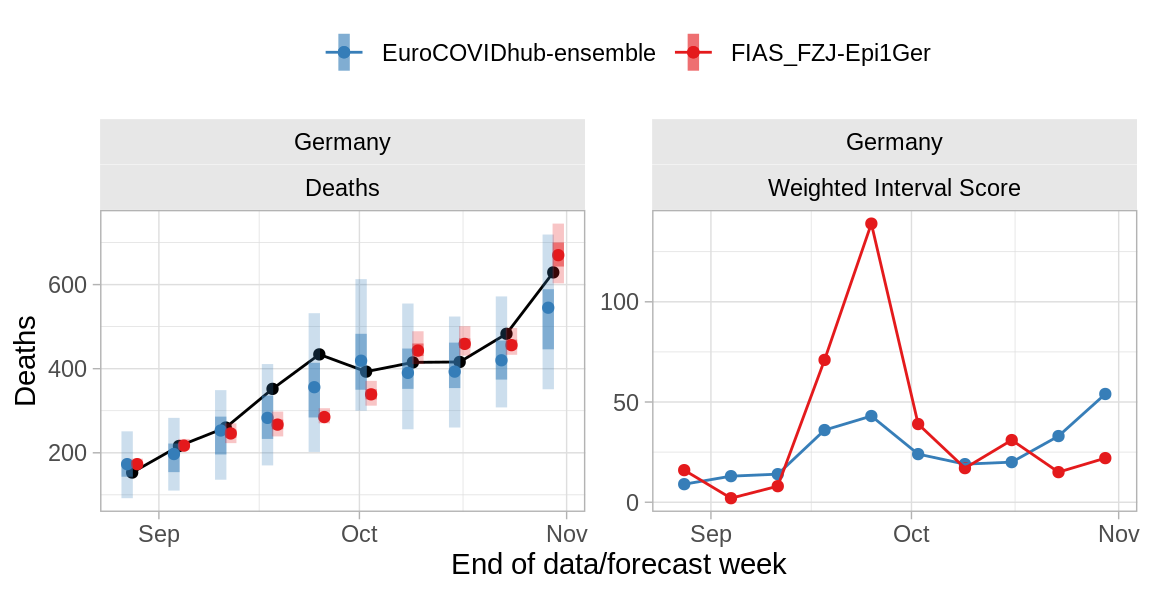 EuroCOVIDhub-ensemble FIAS_FZJ-Epi1Ger
Germany
Deaths
Deaths
600
400
200
Sep Oct Nov
Germany
Weighted Interval Score
100
50
0
Sep Oct Nov
End of data/forecast week